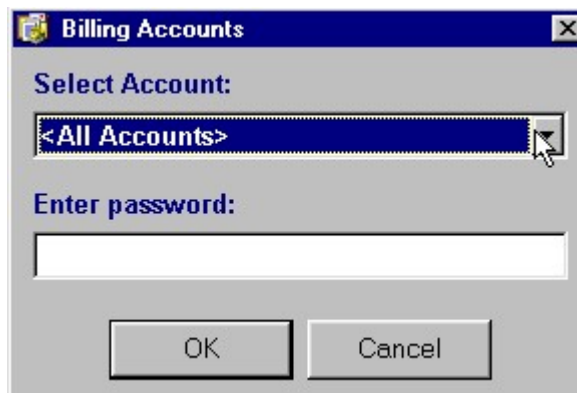 Billing Accounts
Select Account:
<All Accounts>
Enter password:
OK Cancel